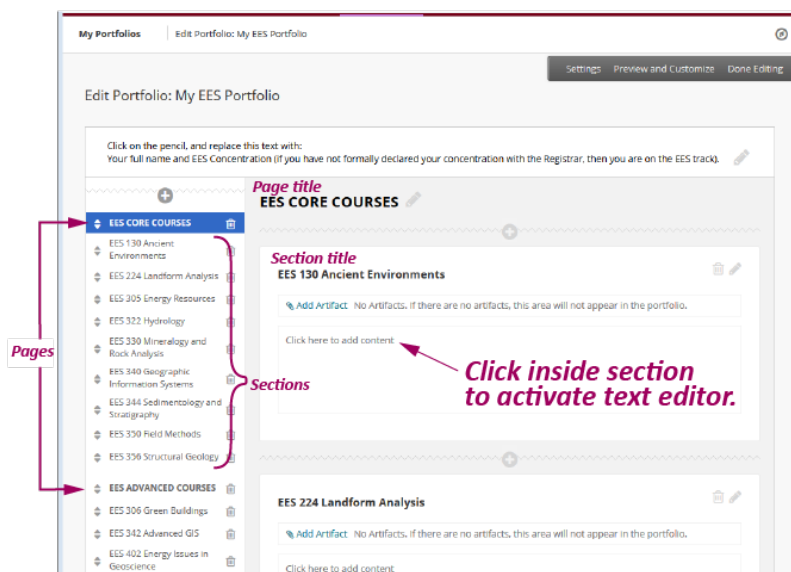 My Portfolios
Edit Portfolio: My EES Portfolio
Settings Preview and Customize Done Editing
Edit Portfolio: My EES Portfolio
Click on the pencil, and replace this text with:
Your full name and EES Concentration (if you have not formally declared your concentration with the Registrar, then you are on the EES track).
Page title
EES CORE COURSES
Pages
EES CORE COURSES
EES 130 Ancient
Environments
EES 224 Landform Analysis
EES 305 Energy Resources
EES 322 Hydrology
EES 330 Mineralogy and
Rock Analysis
EES 340 Geographic
Information Systems
EES 344 Sedimentology and
Stratigraphy
EES 350 Field Methods
EES 356 Structural Geology
Sections
EES ADVANCED COURSES
EES 306 Green Buildings
EES 342 Advanced GIS
EES 402 Energy Issues in
Geoscience
Section title
EES 130 Ancient Environments
Add Artifact No Artifacts. If there are no artifacts, this area will not appear in the portfolio.
Click here to add content
Click inside section
to activate text editor.
EES 224 Landform Analysis
Add Artifact No Artifacts. If there are no artifacts, this area will not appear in the portfolio.
Click here to add content